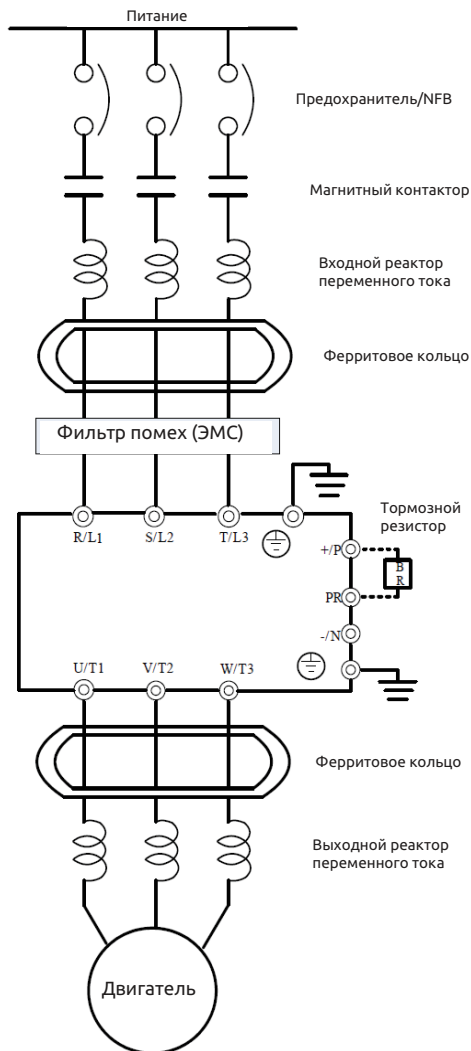 Питание
Предохранитель/NFB
Магнитный контактор
Входной реактор
переменного тока
Ферритовое кольцо
Фильтр помех (ЭМС)
R/L1 S/L2 T/L3
Тормозной
резистор
+/P
B
R
PR
-/N
U/T1 V/T2 W/T3
Ферритовое кольцо
Выходной реактор
переменного тока
Двигатель